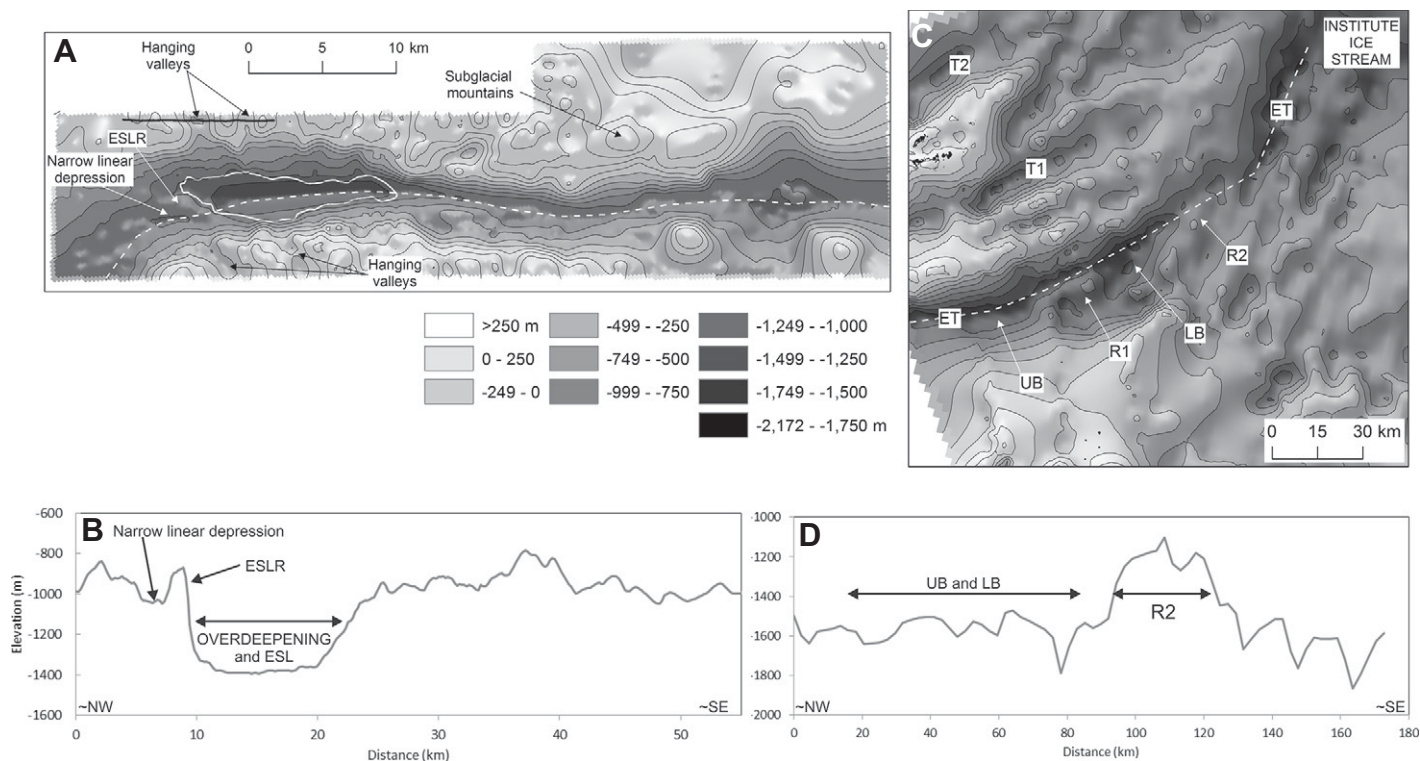 A
Hanging
valleys
0 5 10 km
Subglacial
mountains
ESLR
Narrow linear
depression
Hanging
valleys
>250 m
0 - 250
-249 - 0
-499 - -250
-749 - -500
-999 - -750
-1,249 - -1,000
-1,499 - -1,250
-1,749 - -1,500
-2,172 - -1,750 m
C
INSTITUTE
ICE
STREAM
T2
ET
T1
R2
ET
LB
R1
UB
0 15 30 km
B
Narrow linear depression
ESLR
OVERDEEPENING
and ESL
Elevation (m)
-600
-800
-1000
-1200
-1400
-1600
~NW
~SE
0 10 20 30 40 50
Distance (km)
D
UB and LB
R2
-1000
-1200
-1400
-1600
-1800
-2000
~NW
~SE
0 20 40 60 80 100 120 140 160 180
Distance (km)